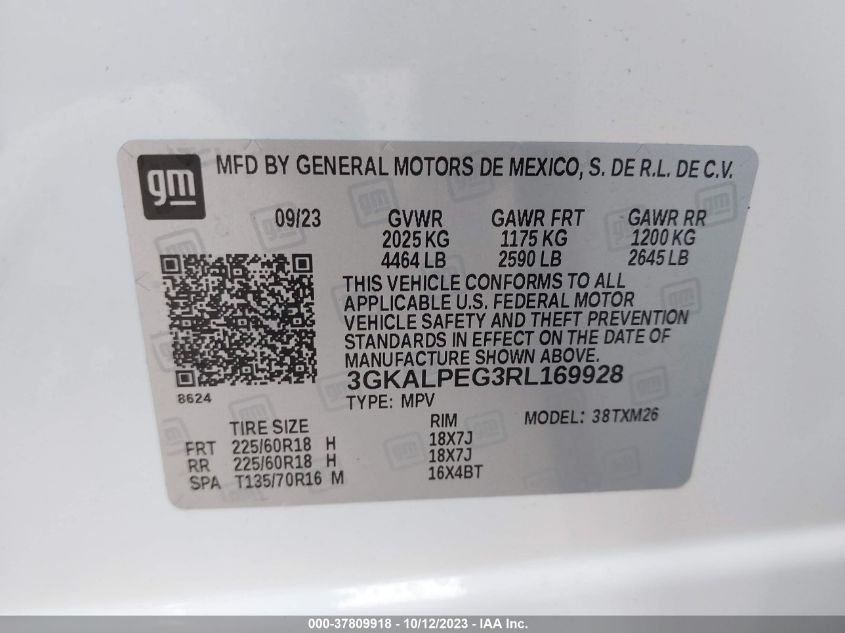 gm MFD BY GENERAL MOTORS DE MEXICO, S. DE R.L. DE C.V.
09/23 GVWR GAWR FRT GAWR RR
2025 KG 1175 KG 1200 KG
4464 LB 2590 LB 2645 LB
THIS VEHICLE CONFORMS TO ALL
APPLICABLE U.S. FEDERAL MOTOR
VEHICLE SAFETY AND THEFT PREVENTION
STANDARDS IN EFFECT ON THE DATE OF
MANUFACTURE SHOWN ABOVE.
3GKALPEG3RL169928
8624
TYPE: MPV MODEL: 38TXM26
TIRE SIZE RIM
FRT 225/60R18 H 18X7J
RR 225/60R18 H 18X7J
SPA T135/70R16 M 16X4BT
000-37809918 - 10/12/2023 - IAA Inc.